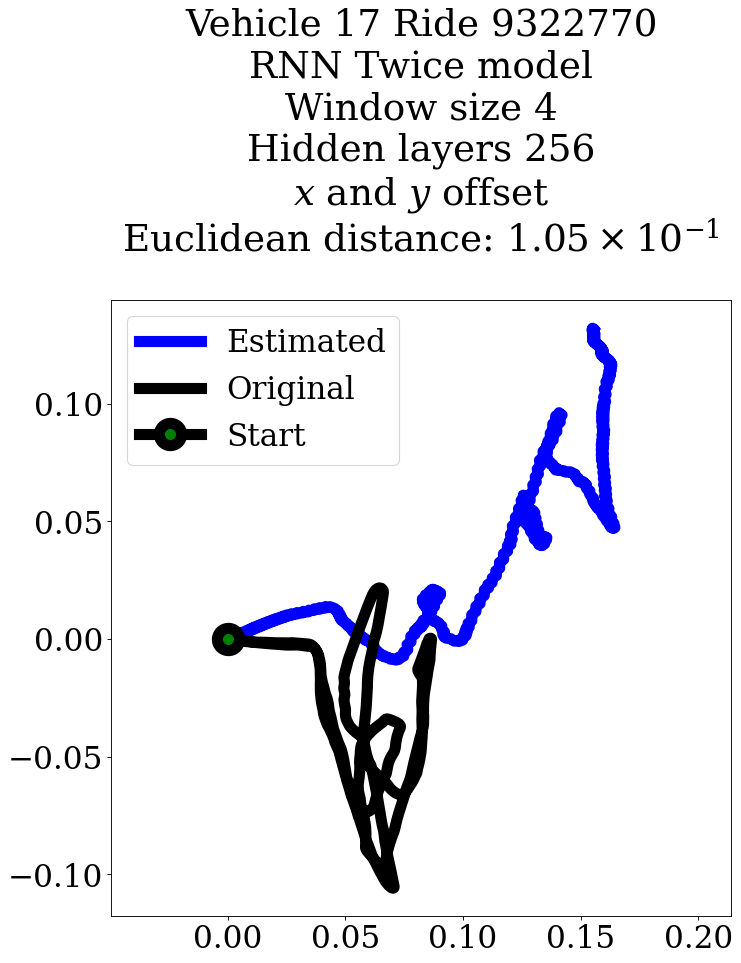 Vehicle 17 Ride 9322770
RNN Twice model
Window size 4
Hidden layers 256
x and y offset
Euclidean distance: 1.05 × 10⁻¹
Estimated
Original
Start
0.10
0.05
0.00
−0.05
−0.10
0.00 0.05 0.10 0.15 0.20